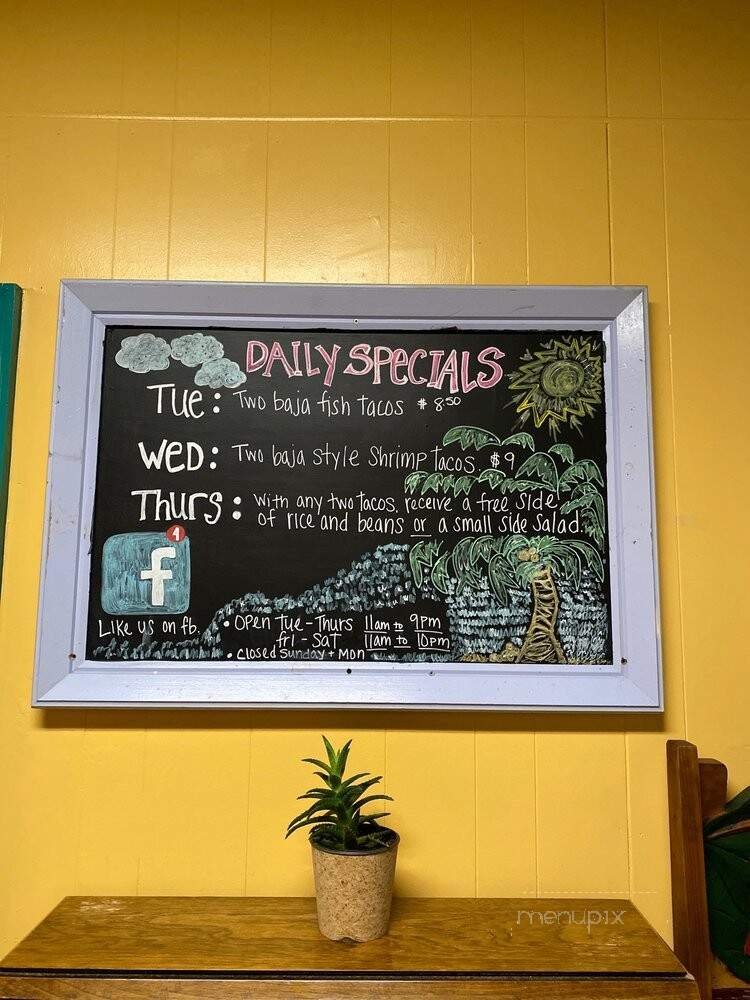 DAILY SPECIALS
Tue: Two baja fish tacos $8.50
WED: Two baja style Shrimp tacos. $9
Thurs: with any two tacos, receive a free side
of rice and beans or a small side salad.
1
f
Like us on fb.
• Open Tue - Thurs 11am to 9pm
fri - Sat 11am to 10pm
• Closed Sunday + Mon
menupix